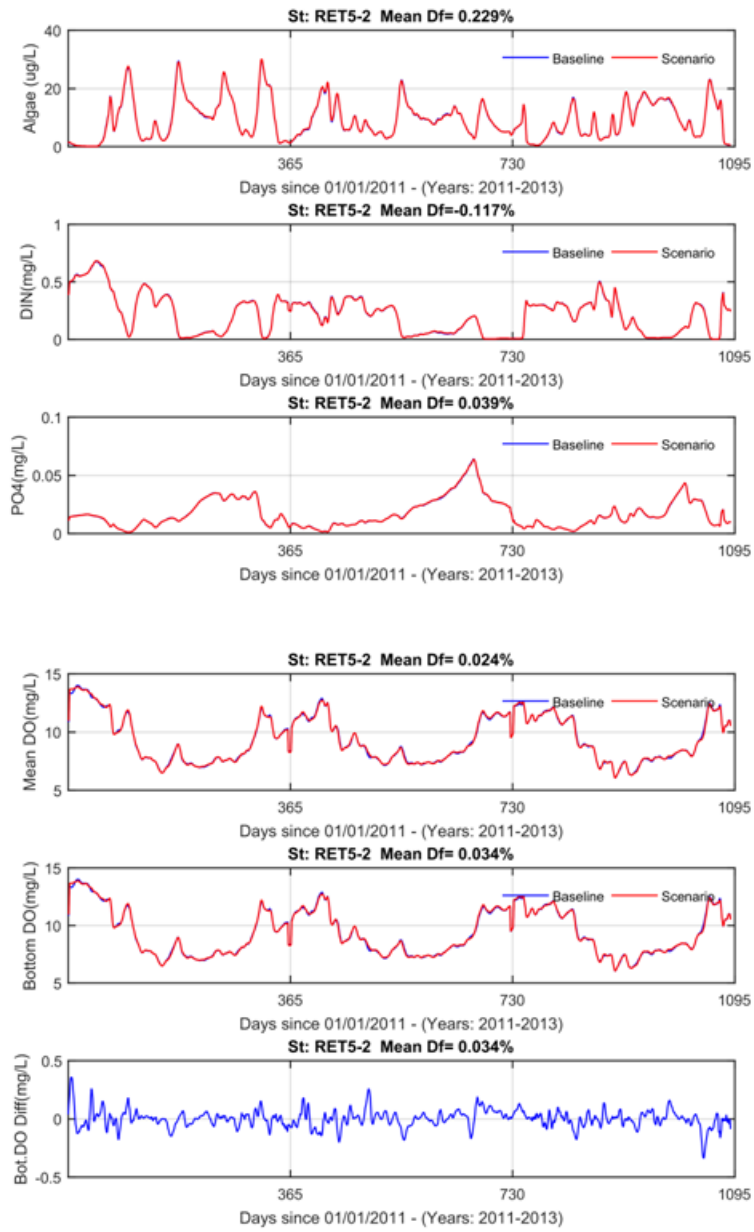 St: RET5-2 Mean Df= 0.229%
40
20
0
Algae (ug/L)
Baseline
Scenario
365
730
1095
Days since 01/01/2011 - (Years: 2011-2013)
St: RET5-2 Mean Df=-0.117%
1
0.5
0
DIN(mg/L)
Baseline
Scenario
365
730
1095
Days since 01/01/2011 - (Years: 2011-2013)
St: RET5-2 Mean Df= 0.039%
0.1
0.05
0
PO4(mg/L)
Baseline
Scenario
365
730
1095
Days since 01/01/2011 - (Years: 2011-2013)
St: RET5-2 Mean Df= 0.024%
15
10
5
Mean DO(mg/L)
Baseline
Scenario
365
730
1095
Days since 01/01/2011 - (Years: 2011-2013)
St: RET5-2 Mean Df= 0.034%
15
10
5
Bottom DO(mg/L)
Baseline
Scenario
365
730
1095
Days since 01/01/2011 - (Years: 2011-2013)
St: RET5-2 Mean Df= 0.034%
0.5
0
-0.5
Bot.DO Diff(mg/L)
365
730
1095
Days since 01/01/2011 - (Years: 2011-2013)